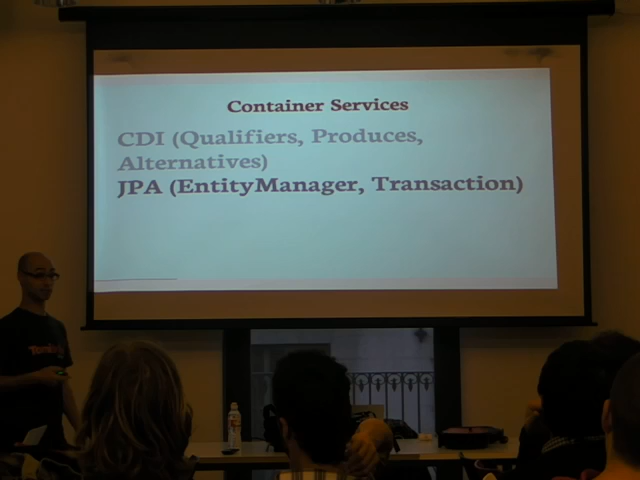 Container Services
CDI (Qualifiers, Produces,
Alternatives)
JPA (EntityManager, Transaction)